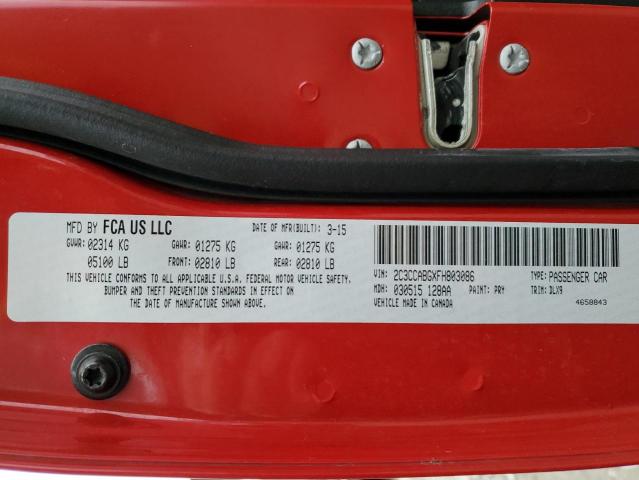 MFD BY FCA US LLC DATE OF MFR(BUILT): 3-15
GVWR: 02314 KG GAWR: 01275 KG GAWR: 01275 KG
05100 LB FRONT: 02810 LB REAR: 02810 LB
THIS VEHICLE CONFORMS TO ALL APPLICABLE U.S.A. FEDERAL MOTOR VEHICLE SAFETY,
BUMPER AND THEFT PREVENTION STANDARDS IN EFFECT ON
THE DATE OF MANUFACTURE SHOWN ABOVE.
VIN: 2C3CCABGXFH803086 TYPE: PASSENGER CAR
MDH: 030515 128AA PAINT: PRY TRIM: DLX9
VEHICLE MADE IN CANADA 4658843